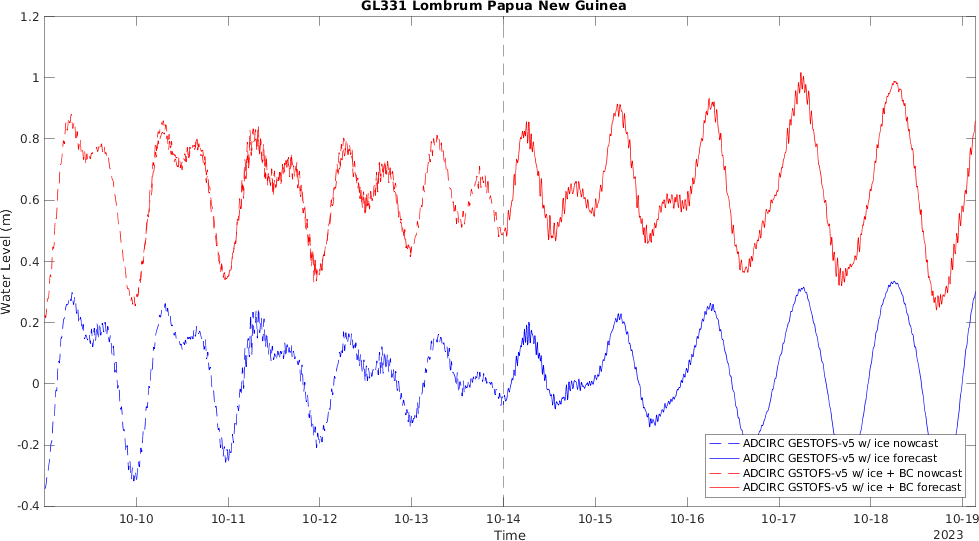 GL331 Lombrum Papua New Guinea
1.2
1
0.8
0.6
0.4
0.2
0
-0.2
-0.4
Water Level (m)
ADCIRC GESTOFS-v5 w/ ice nowcast
ADCIRC GESTOFS-v5 w/ ice forecast
ADCIRC GSTOFS-v5 w/ ice + BC nowcast
ADCIRC GSTOFS-v5 w/ ice + BC forecast
10-10 10-11 10-12 10-13 10-14 10-15 10-16 10-17 10-18 10-19
Time
2023